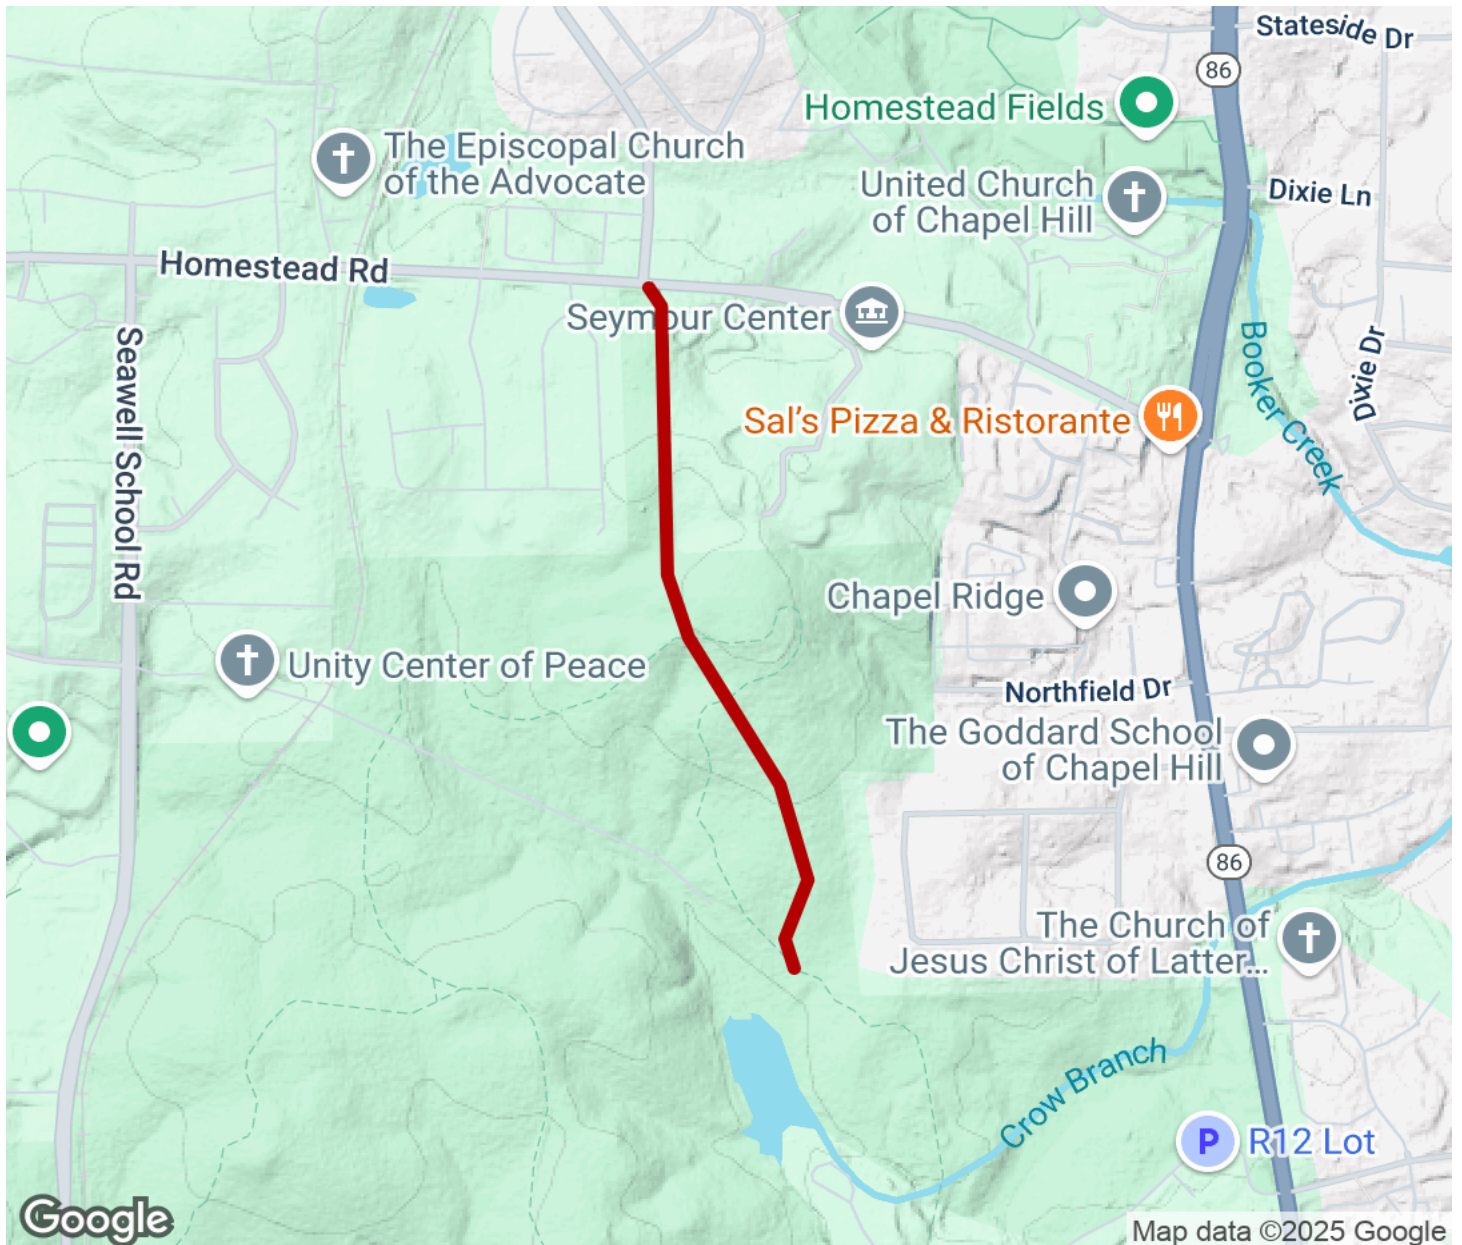 Stateside Dr
86
Homestead Fields
The Episcopal Church
of the Advocate
United Church
of Chapel Hill
Dixie Ln
Homestead Rd
Seymour Center
Seawell School Rd
Booker Creek
Dixie Dr
Sal's Pizza & Ristorante
Chapel Ridge
Unity Center of Peace
Northfield Dr
The Goddard School
of Chapel Hill
86
The Church of
Jesus Christ of Latter...
Crow Branch
P R12 Lot
Google
Map data ©2025 Google